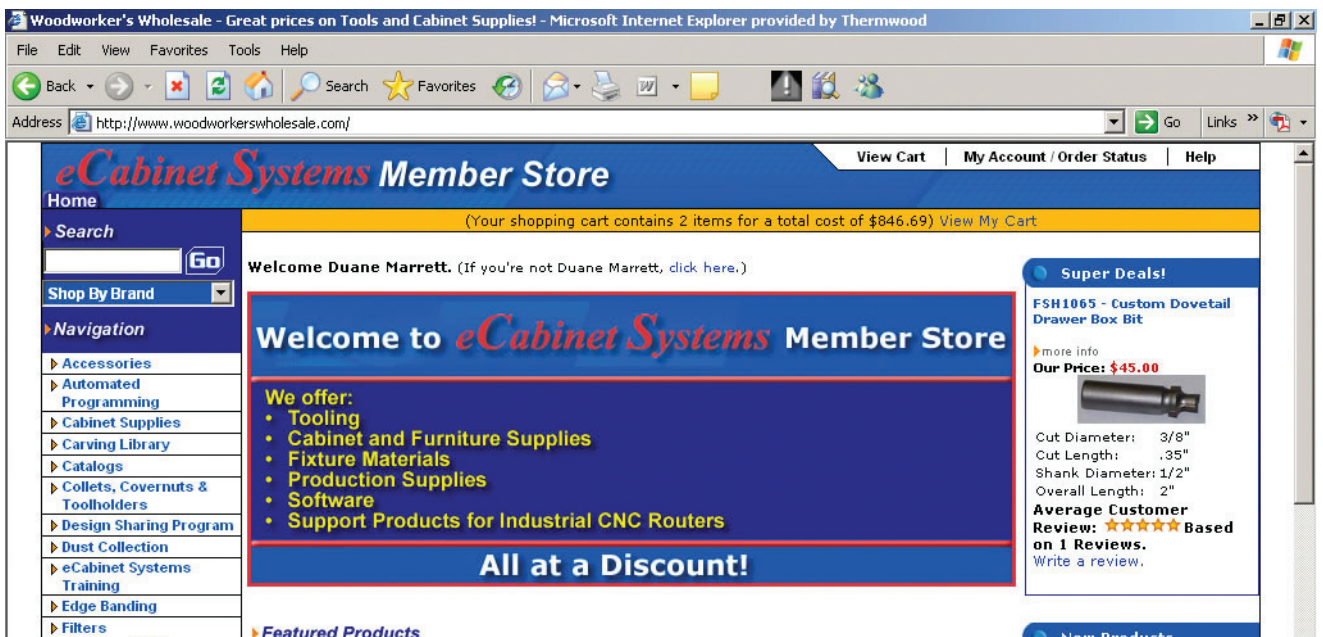 Woodworker's Wholesale - Great prices on Tools and Cabinet Supplies! - Microsoft Internet Explorer provided by Thermwood
File Edit View Favorites Tools Help
Back Search Favorites
Address http://www.woodworkerswholesale.com/ Go Links »
eCabinet Systems Member Store
View Cart | My Account / Order Status | Help
Home
(Your shopping cart contains 2 items for a total cost of $846.69) View My Cart
Search
Go
Shop By Brand
Navigation
Accessories
Automated
Programming
Cabinet Supplies
Carving Library
Catalogs
Collets, Covernuts &
Toolholders
Design Sharing Program
Dust Collection
eCabinet Systems
Training
Edge Banding
Filters
Welcome Duane Marrett. (If you're not Duane Marrett, click here.)
Welcome to eCabinet Systems Member Store
We offer:
• Tooling
• Cabinet and Furniture Supplies
• Fixture Materials
• Production Supplies
• Software
• Support Products for Industrial CNC Routers
All at a Discount!
Featured Products
Super Deals!
FSH1065 - Custom Dovetail
Drawer Box Bit
more info
Our Price: $45.00
Cut Diameter: 3/8"
Cut Length: .35"
Shank Diameter: 1/2"
Overall Length: 2"
Average Customer
Review: Based
on 1 Reviews.
Write a review.
New Products